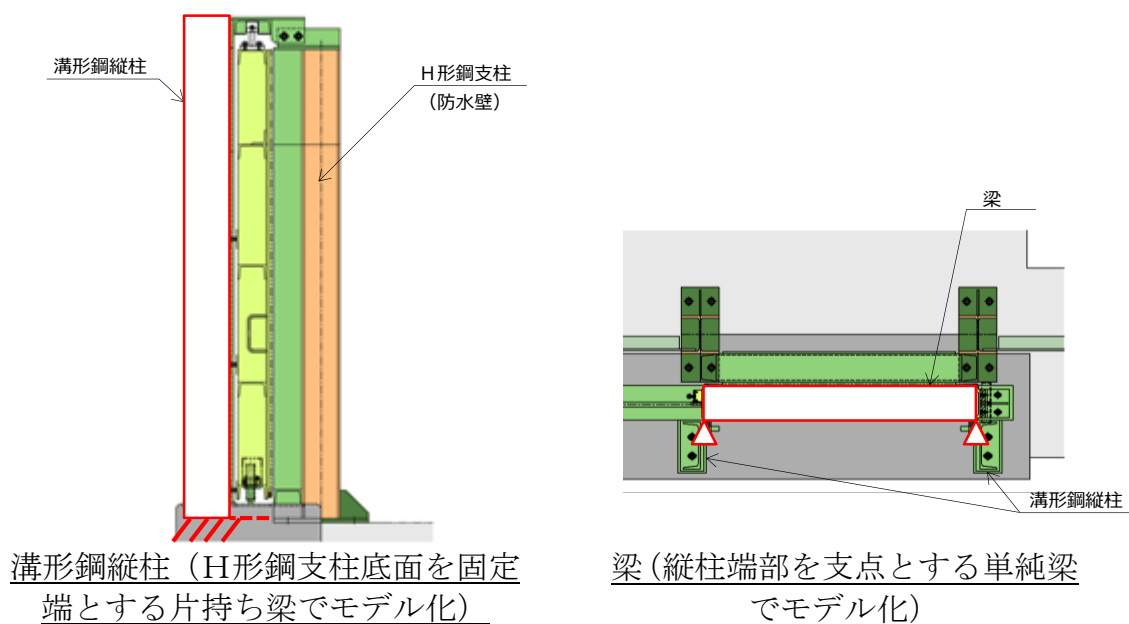 溝形鋼縦柱
H形鋼支柱
（防水壁）
溝形鋼縦柱（H形鋼支柱底面を固定
端とする片持ち梁でモデル化）
梁
溝形鋼縦柱
梁（縦柱端部を支点とする単純梁
でモデル化）